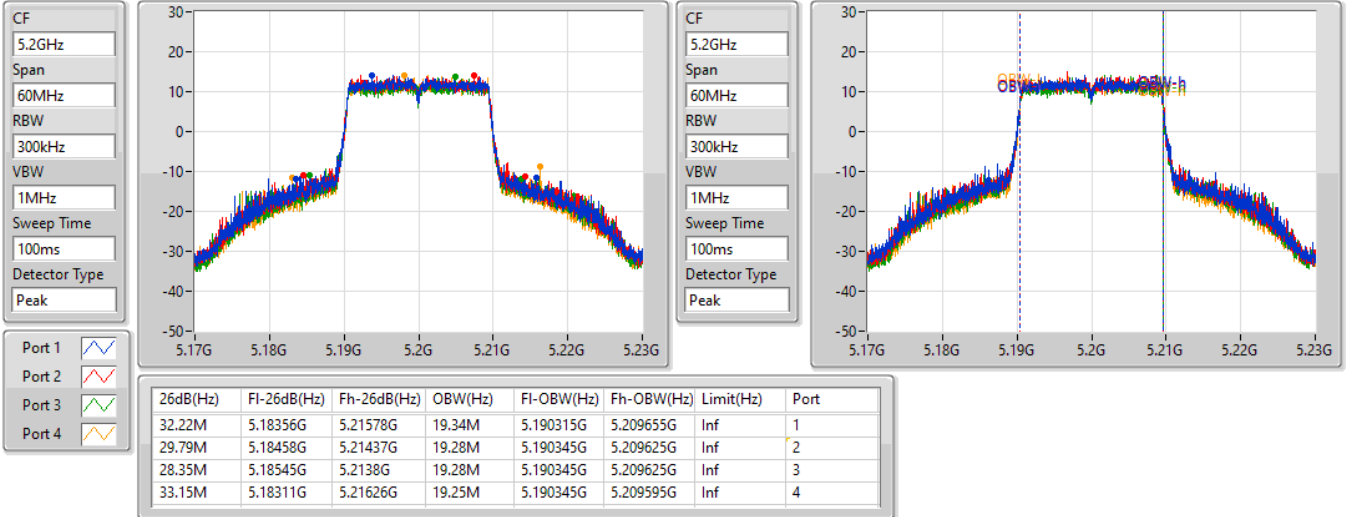 CF
5.2GHz
Span
60MHz
RBW
300kHz
VBW
1MHz
Sweep Time
100ms
Detector Type
Peak
30
20
10
0
-10
-20
-30
-40
-50
5.17G 5.18G 5.19G 5.2G 5.21G 5.22G 5.23G
CF
5.2GHz
Span
60MHz
RBW
300kHz
VBW
1MHz
Sweep Time
100ms
Detector Type
Peak
30
20
10
0
-10
-20
-30
-40
-50
OBW-h
5.17G 5.18G 5.19G 5.2G 5.21G 5.22G 5.23G
Port 1
Port 2
Port 3
Port 4
26dB(Hz) Fl-26dB(Hz) Fh-26dB(Hz) OBW(Hz) Fl-OBW(Hz) Fh-OBW(Hz) Limit(Hz) Port
32.22M 5.18356G 5.21578G 19.34M 5.190315G 5.209655G Inf 1
29.79M 5.18458G 5.21437G 19.28M 5.190345G 5.209625G Inf 2
28.35M 5.18545G 5.2138G 19.28M 5.190345G 5.209625G Inf 3
33.15M 5.18311G 5.21626G 19.25M 5.190345G 5.209595G Inf 4